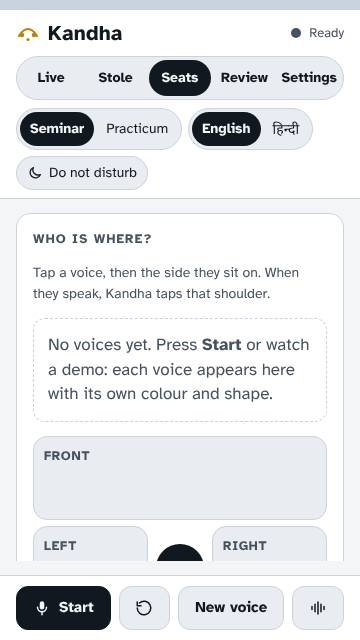 Kandha
Ready
Live Stole Seats Review Settings
Seminar Practicum English हिन्दी
Do not disturb
WHO IS WHERE?
Tap a voice, then the side they sit on. When
they speak, Kandha taps that shoulder.
No voices yet. Press Start or watch
a demo: each voice appears here
with its own colour and shape.
FRONT
LEFT RIGHT
Start New voice